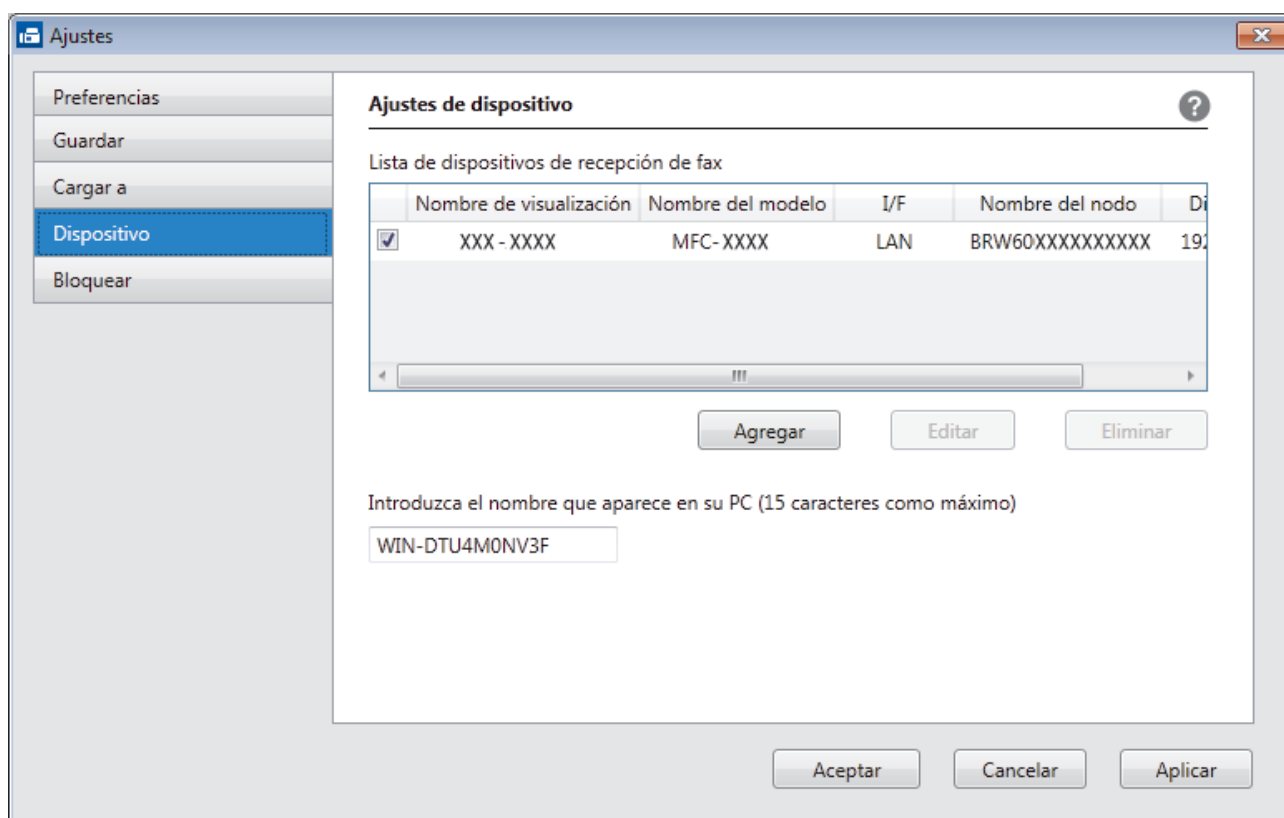 Ajustes
Preferencias
Guardar
Cargar a
Dispositivo
Bloquear
Ajustes de dispositivo
?
Lista de dispositivos de recepción de fax
Nombre de visualización Nombre del modelo I/F Nombre del nodo Di
XXX - XXXX MFC- XXXX LAN BRW60XXXXXXXXXX 192
Agregar Editar Eliminar
Introduzca el nombre que aparece en su PC (15 caracteres como máximo)
WIN-DTU4M0NV3F
Aceptar Cancelar Aplicar